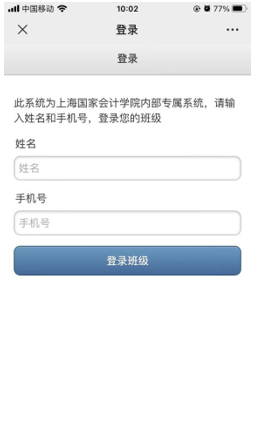 中国移动 10:02 77%
登录
登录
此系统为上海国家会计学院内部专属系统，请输
入姓名和手机号，登录您的班级
姓名
姓名
手机号
手机号
登录班级